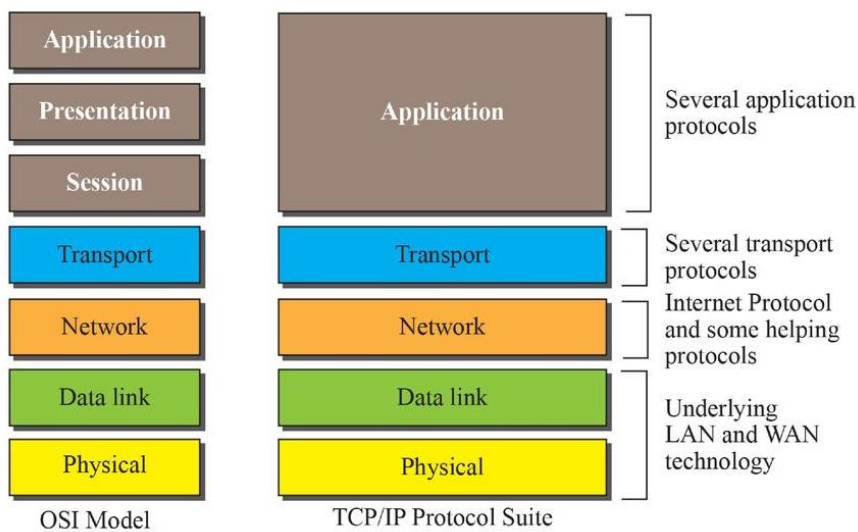 Application
Presentation
Session
Transport
Network
Data link
Physical
OSI Model
Application
Transport
Network
Data link
Physical
TCP/IP Protocol Suite
Several application
protocols
Several transport
protocols
Internet Protocol
and some helping
protocols
Underlying
LAN and WAN
technology